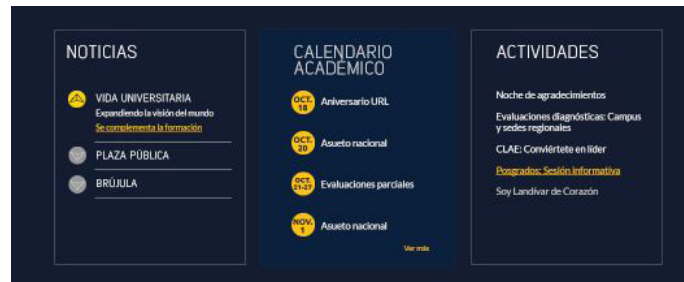 NOTICIAS
VIDA UNIVERSITARIA
Expandiendo la visión del mundo
Se complementa la formación
PLAZA PÚBLICA
BRÚJULA
CALENDARIO
ACADÉMICO
OCT.
18
Aniversario URL
OCT.
20
Asueto nacional
OCT.
21-27
Evaluaciones parciales
NOV.
1
Asueto nacional
Ver más
ACTIVIDADES
Noche de agradecimientos
Evaluaciones diagnósticas: Campus
y sedes regionales
CLAE: Conviértete en líder
Posgrados: Sesión informativa
Soy Landívar de Corazón